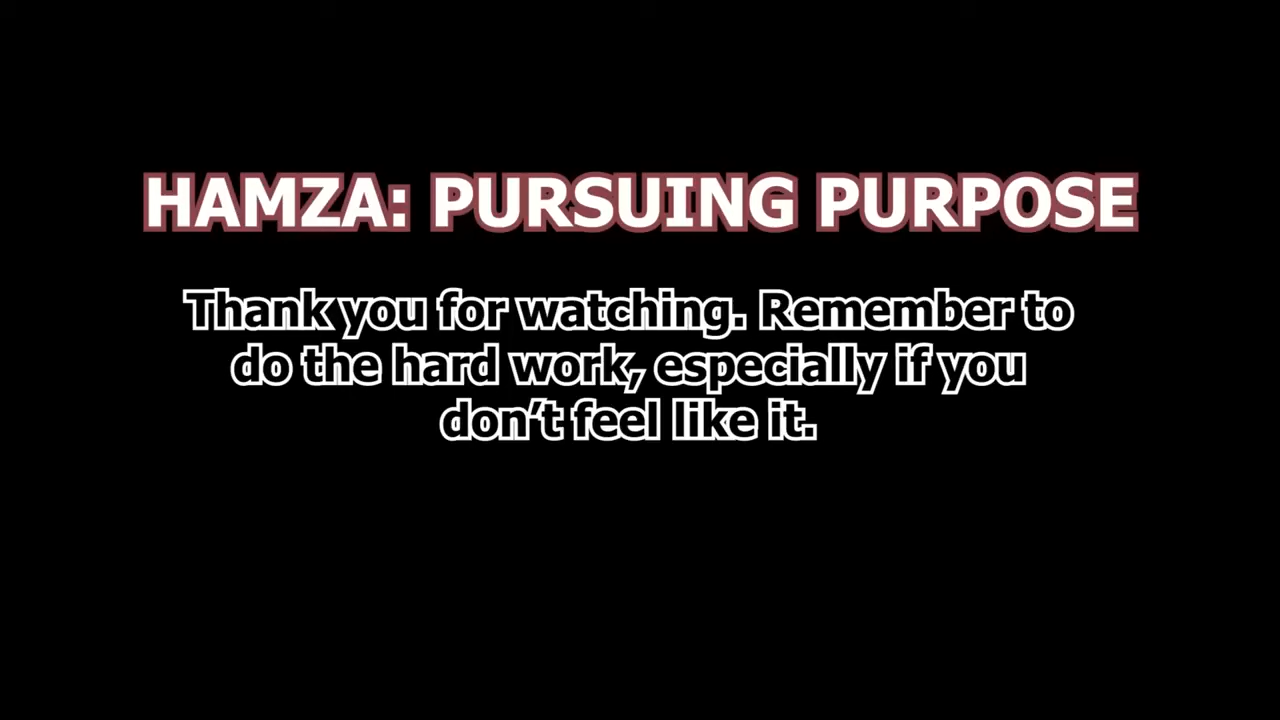 HAMZA: PURSUING PURPOSE
Thank you for watching. Remember to
do the hard work, especially if you
don’t feel like it.